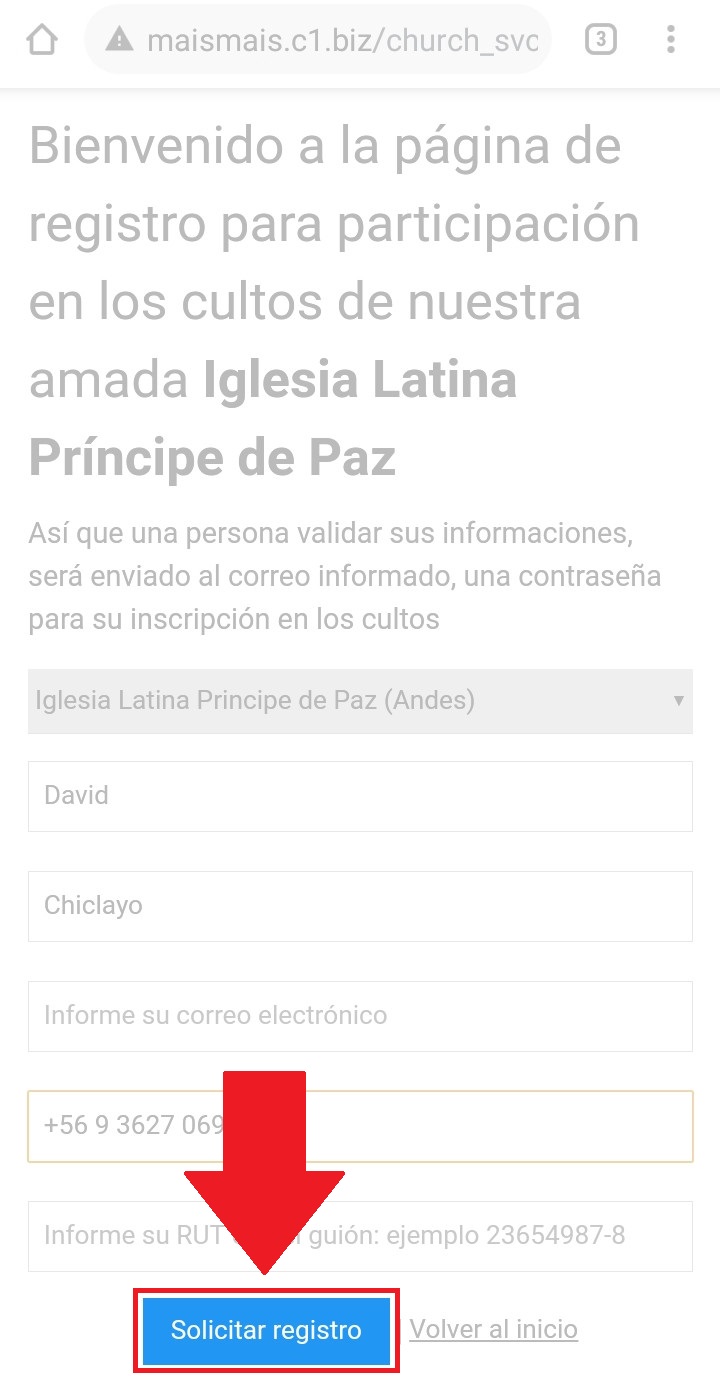 3
maismais.c1.biz/church_svc
Bienvenido a la página de
registro para participación
en los cultos de nuestra
amada Iglesia Latina
Príncipe de Paz
Así que una persona validar sus informaciones,
será enviado al correo informado, una contraseña
para su inscripción en los cultos
Iglesia Latina Principe de Paz (Andes)
David
Chiclayo
Informe su correo electrónico
+56 9 3627 069
Informe su RUT guión: ejemplo 23654987-8
Solicitar registro Volver al inicio